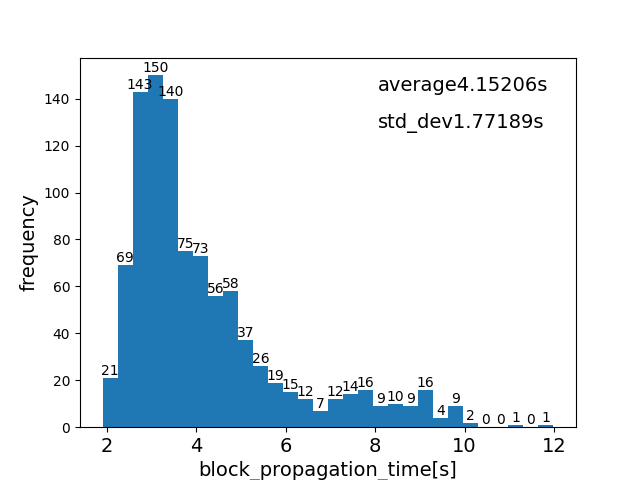 average4.15206s
std_dev1.77189s
frequency
140
120
100
80
60
40
20
0
21 69 143 150 140 75 73 56 58 37 26 19 15 12 7 12 14 16 9 10 9 16 4 9 2 0 0 1 0 1
2 4 6 8 10 12
block_propagation_time[s]